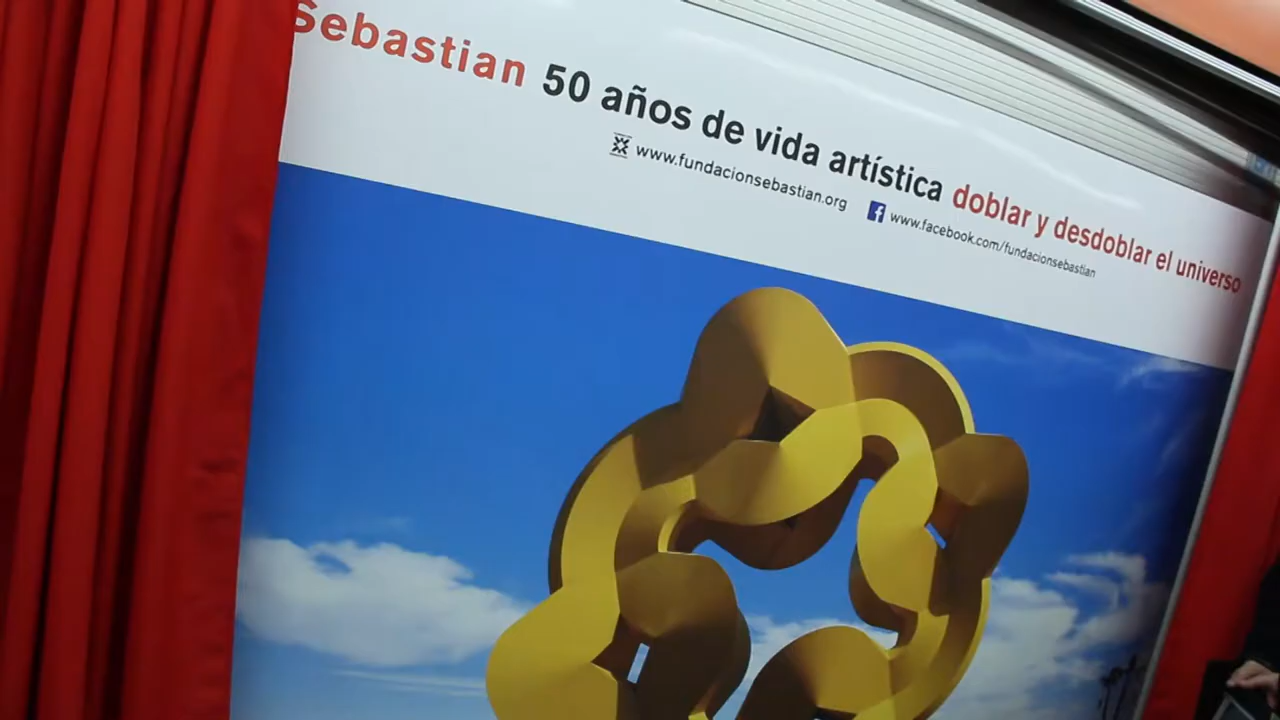 Sebastian 50 años de vida artística doblar y desdoblar el universo
www.fundacionsebastian.org www.facebook.com/fundacionsebastian